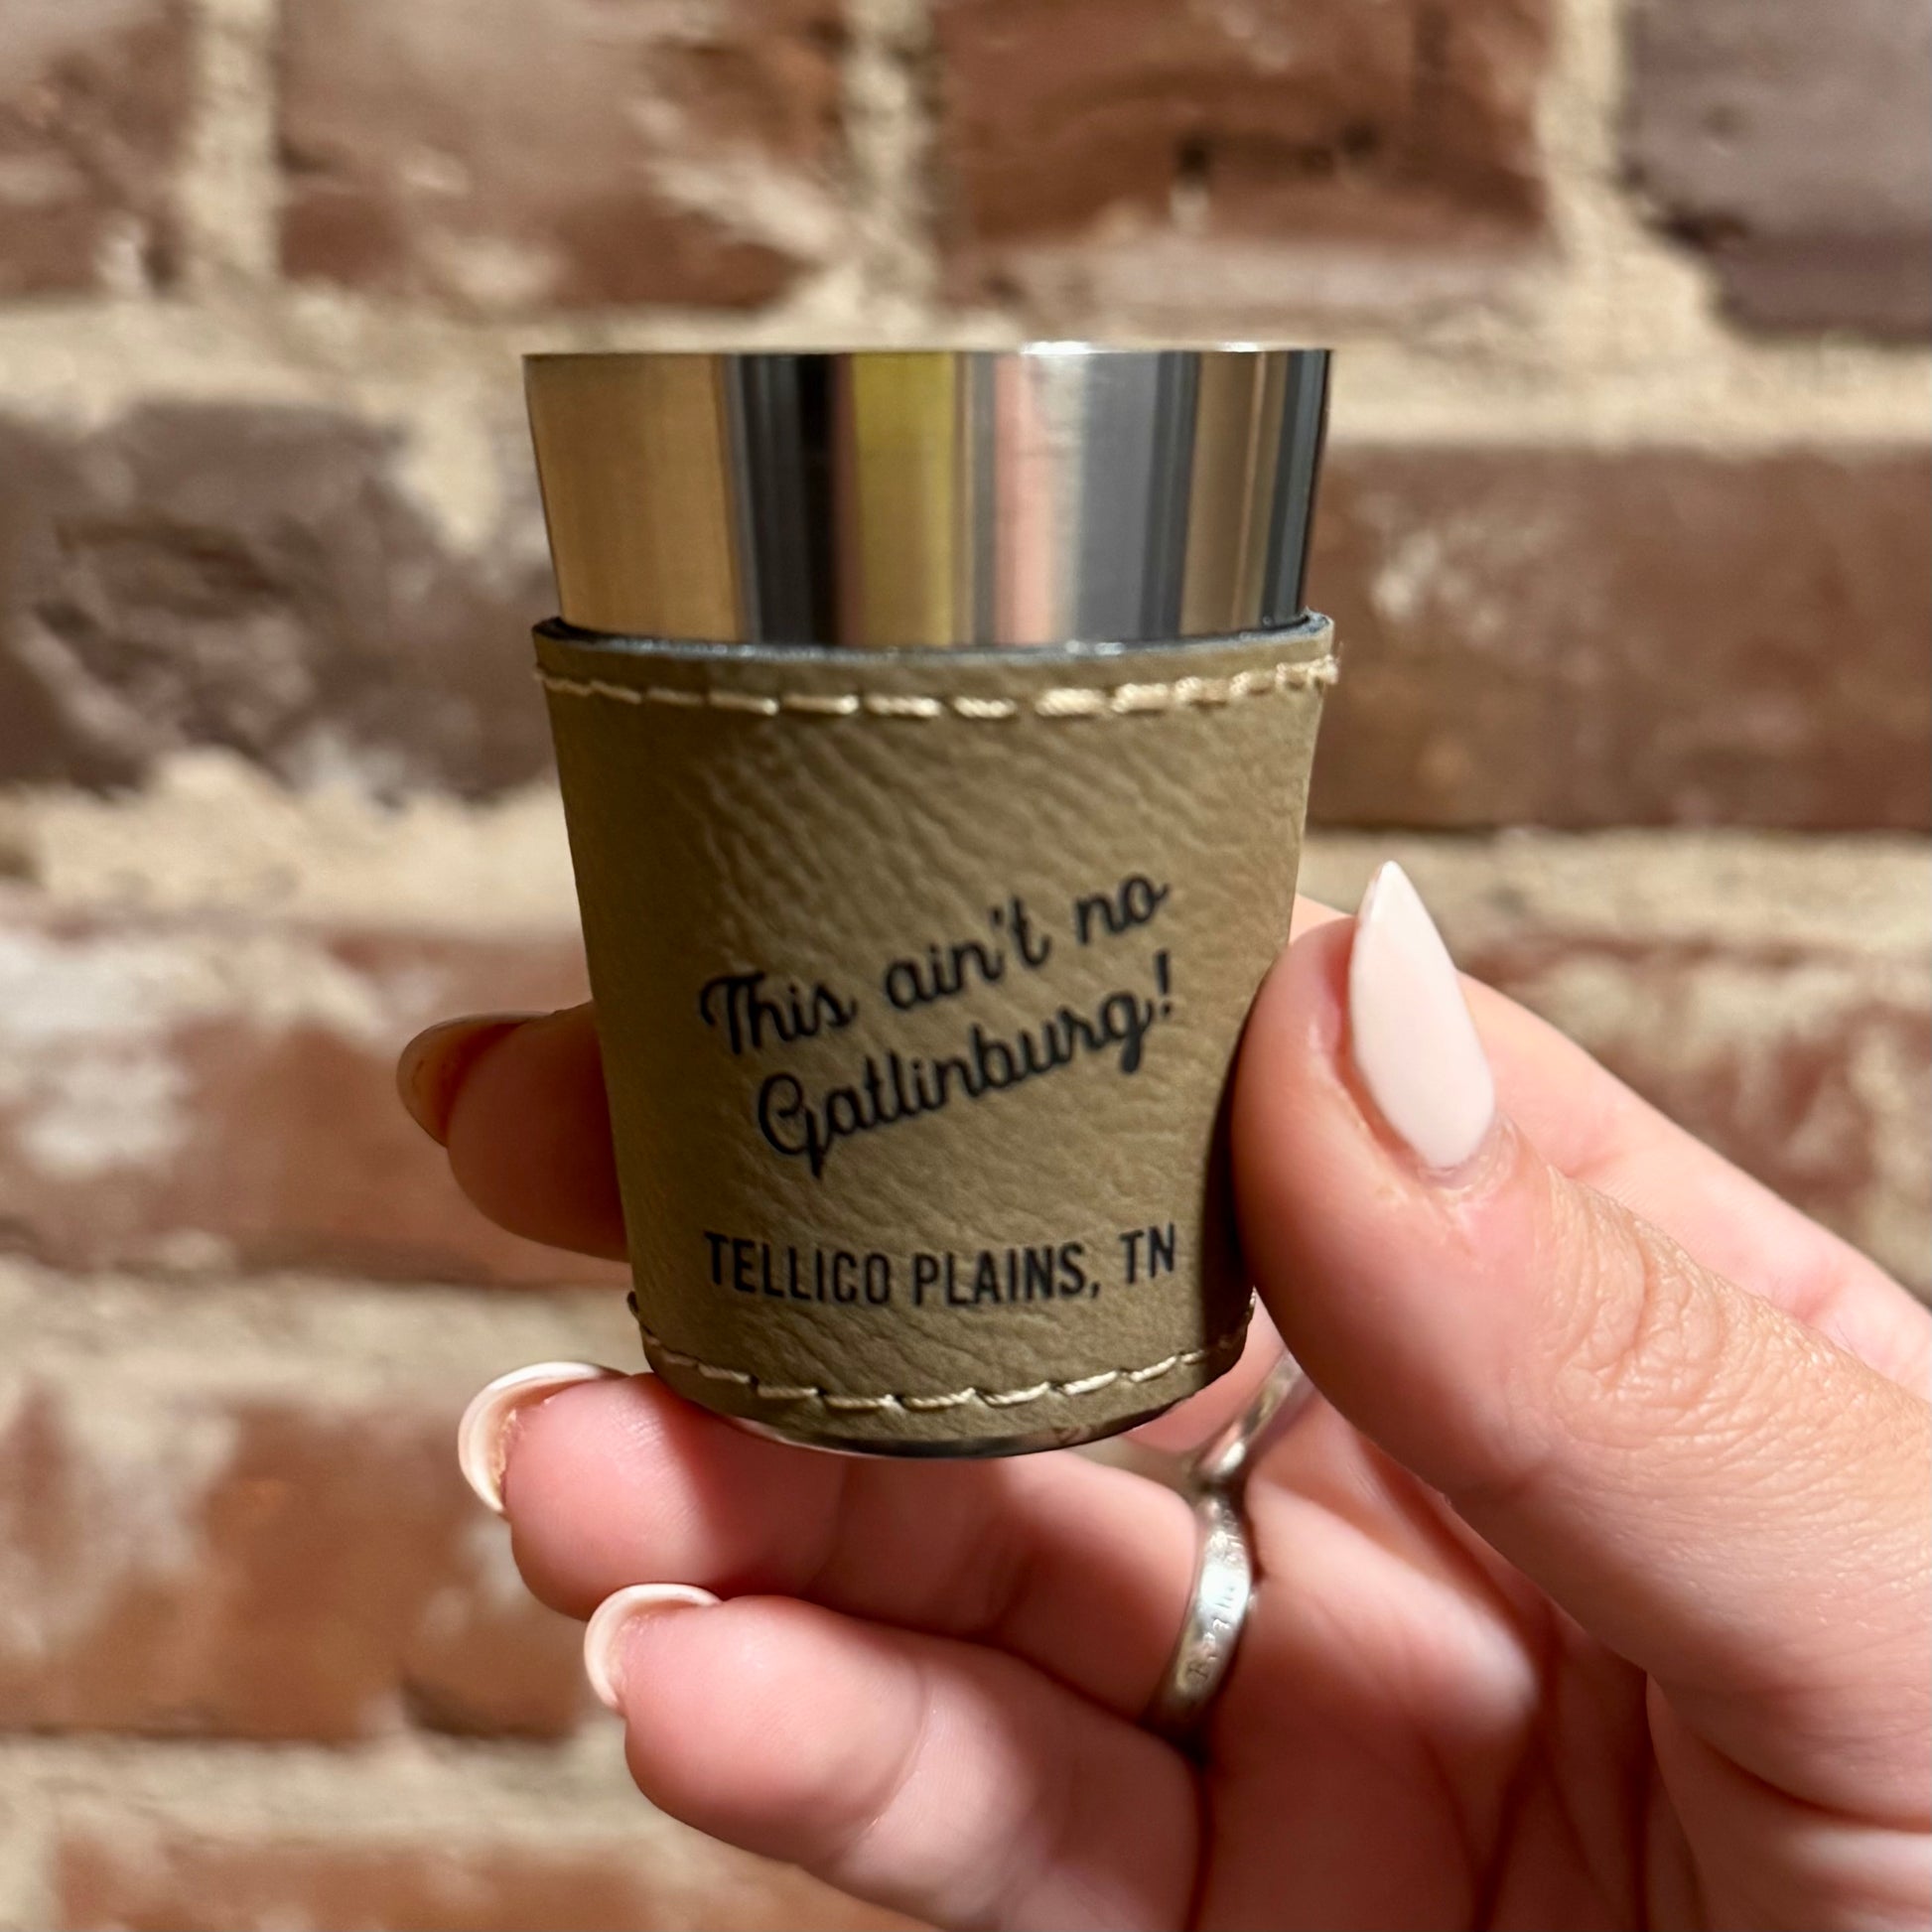 This ain't no
Gatlinburg!
TELLICO PLAINS, TN